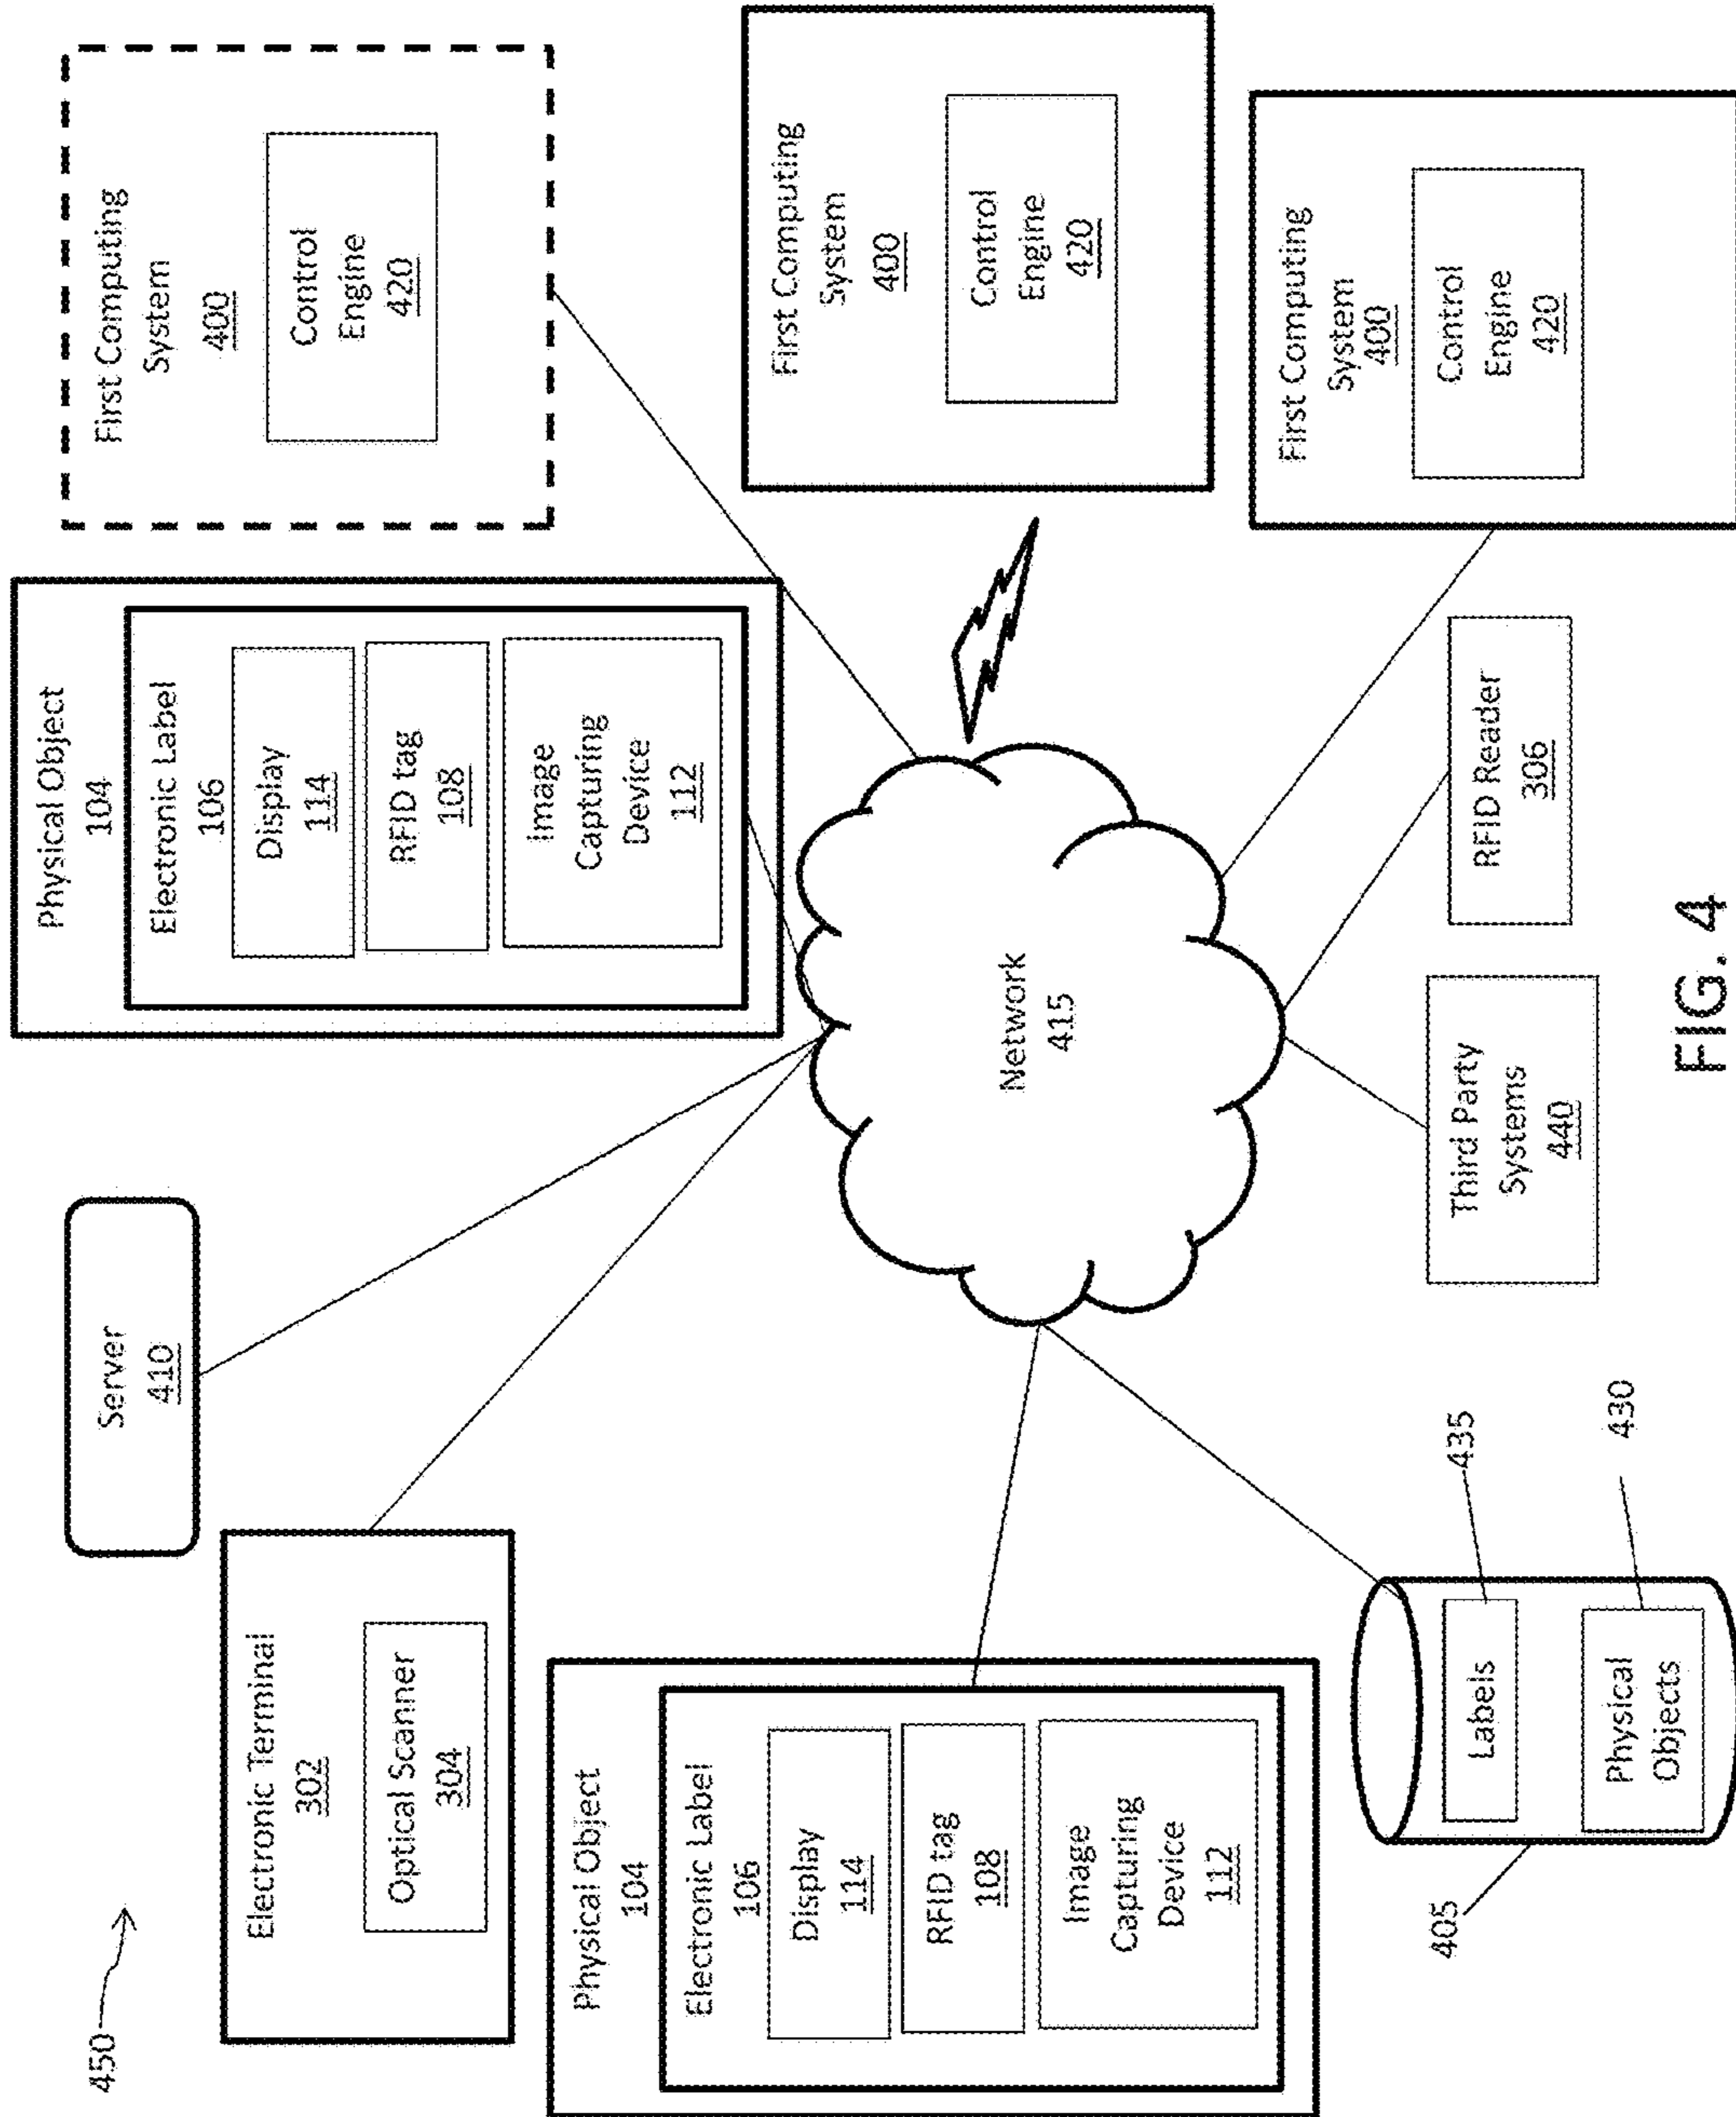 450
Server
410
Electronic Terminal
302
Optical Scanner
304
Physical Object
104
Electronic Label
106
Display
114
RFID tag
108
Image
Capturing
Device
112
First Computing
System
400
Control
Engine
420
Physical Object
104
Electronic Label
106
Display
114
RFID tag
108
Image
Capturing
Device
112
Network
415
First Computing
System
400
Control
Engine
420
First Computing
System
400
Control
Engine
420
405
Labels
435
Physical
Objects
430
Third Party
Systems
440
RFID Reader
306
FIG. 4